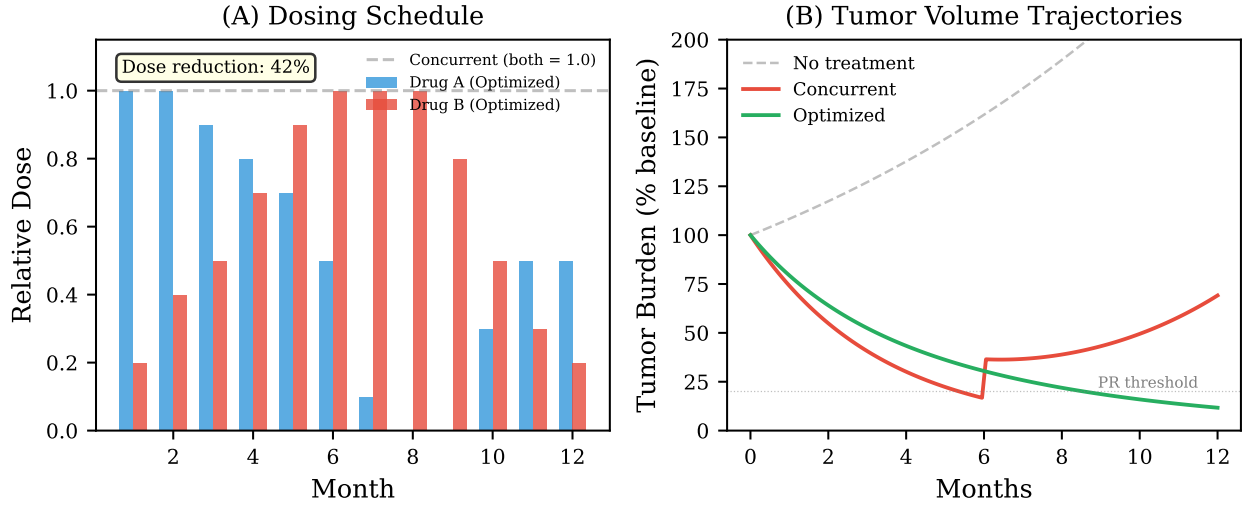 (A) Dosing Schedule
Dose reduction: 42%
Concurrent (both = 1.0)
Drug A (Optimized)
Drug B (Optimized)
Relative Dose
1.0
0.8
0.6
0.4
0.2
0.0
2 4 6 8 10 12
Month
(B) Tumor Volume Trajectories
No treatment
Concurrent
Optimized
PR threshold
Tumor Burden (% baseline)
200
175
150
125
100
75
50
25
0
0 2 4 6 8 10 12
Months